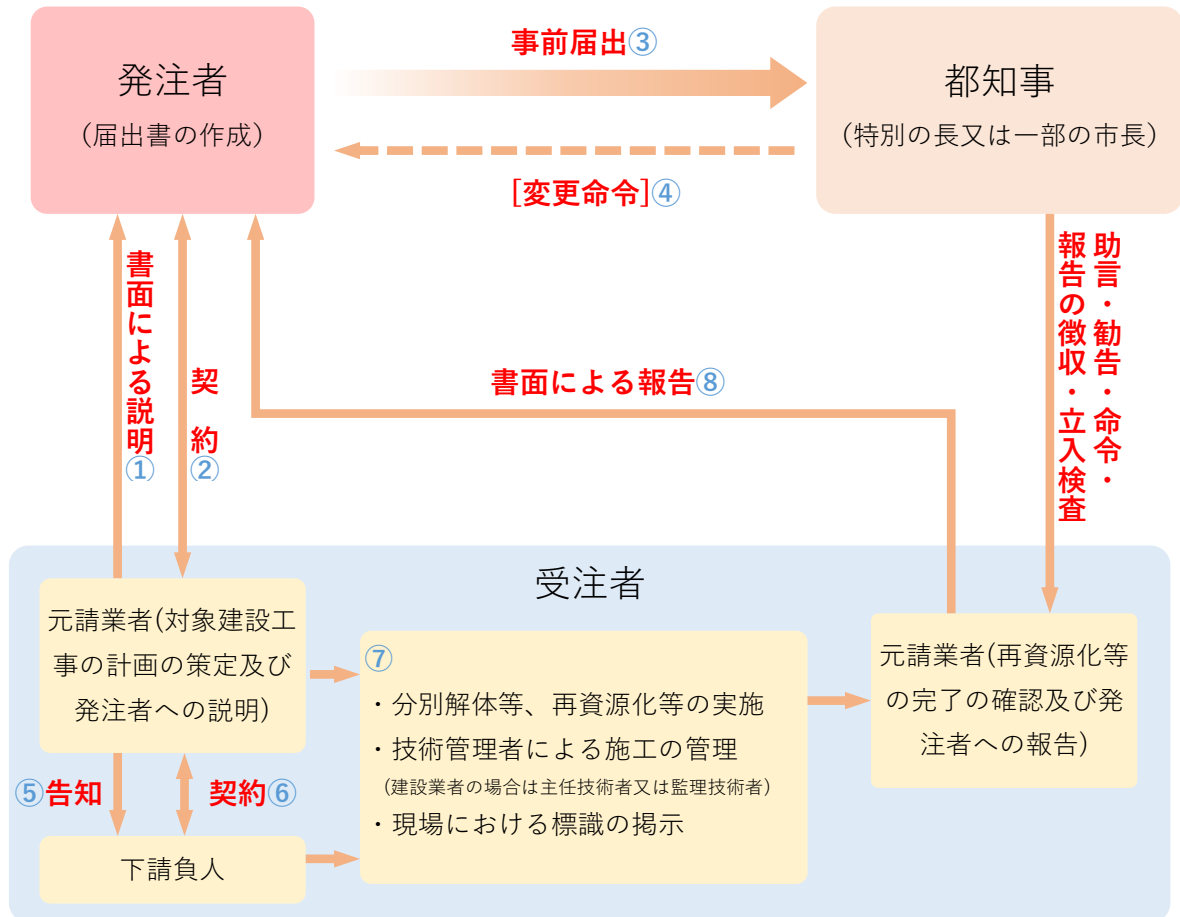 発注者
(届出書の作成)
事前届出③
都知事
(特別の長又は一部の市長)
[変更命令]④
書面による説明①
契 約②
書面による報告⑧
助言・勧告・命令・
報告の徴収・立入検査
受注者
元請業者(対象建設工
事の計画の策定及び
発注者への説明)
⑤告知
契約⑥
下請負人
⑦
・分別解体等、再資源化等の実施
・技術管理者による施工の管理
(建設業者の場合は主任技術者又は監理技術者)
・現場における標識の掲示
元請業者(再資源化等
の完了の確認及び発
注者への報告)